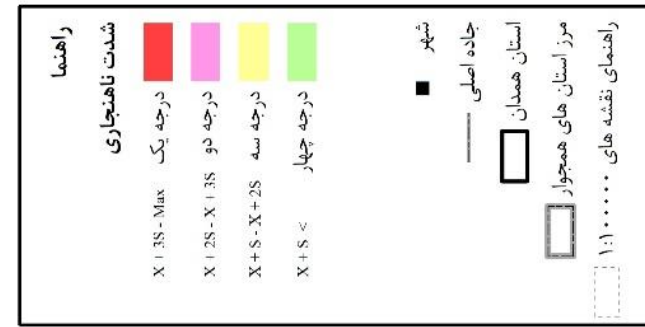 راهنما
شدت ناهنجاری
درجه یک X + 3S - Max
درجه دو X + 2S - X + 3S
درجه سه X + S - X + 2S
درجه چهار X + S <
شهر
جاده اصلی
استان همدان
مرز استان های همجوار
راهنمای نقشه های ۱:۱۰۰۰۰۰